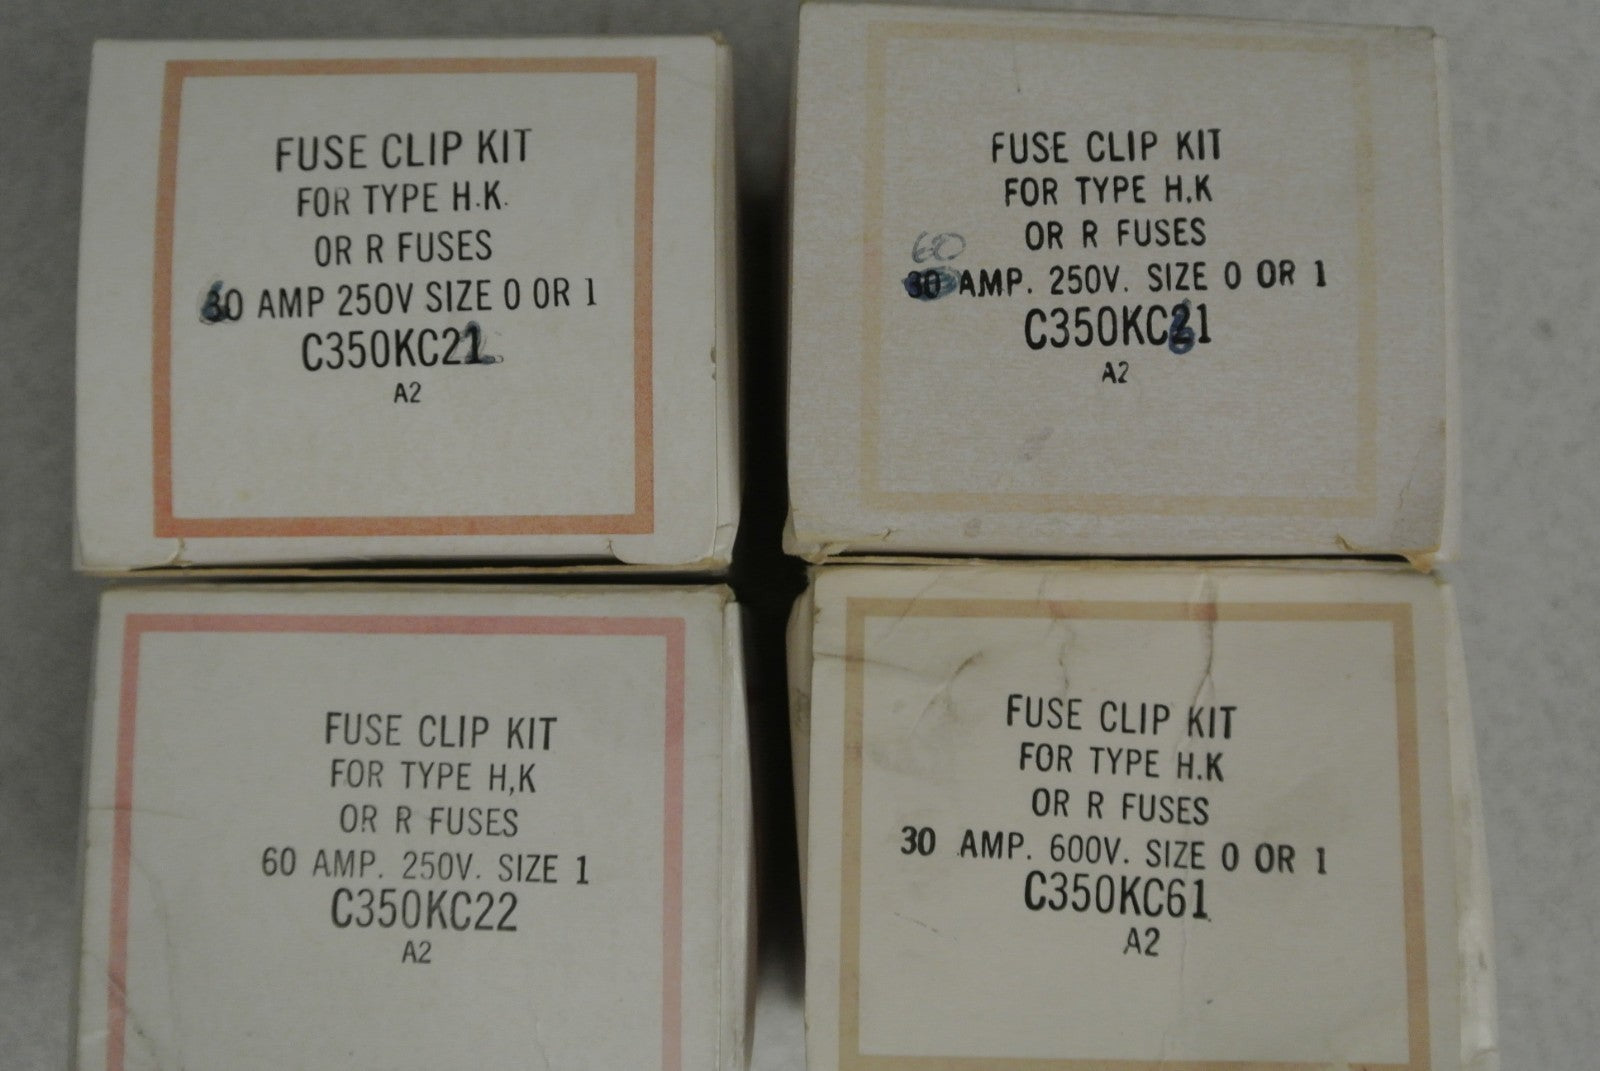 FUSE CLIP KIT
FOR TYPE H.K.
OR R FUSES
60 AMP 250V SIZE 0 OR 1
C350KC22
A2
FUSE CLIP KIT
FOR TYPE H.K
OR R FUSES
60
30 AMP. 250V. SIZE 0 OR 1
C350KC61
A2
FUSE CLIP KIT
FOR TYPE H,K
OR R FUSES
60 AMP. 250V. SIZE 1
C350KC22
A2
FUSE CLIP KIT
FOR TYPE H.K
OR R FUSES
30 AMP. 600V. SIZE 0 OR 1
C350KC61
A2